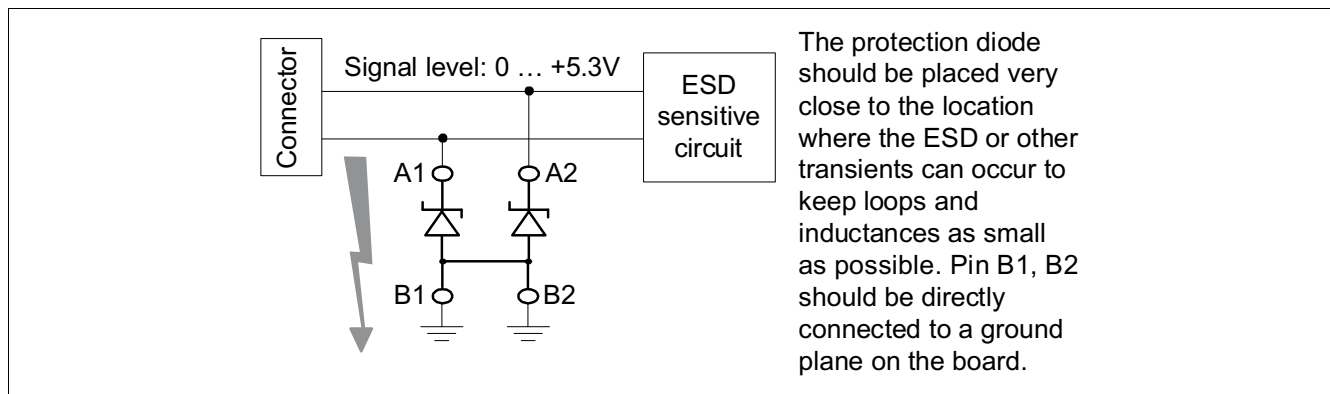 Connector
Signal level: 0 … +5.3V
ESD
sensitive
circuit
A1
A2
B1
B2
The protection diode
should be placed very
close to the location
where the ESD or other
transients can occur to
keep loops and
inductances as small
as possible. Pin B1, B2
should be directly
connected to a ground
plane on the board.